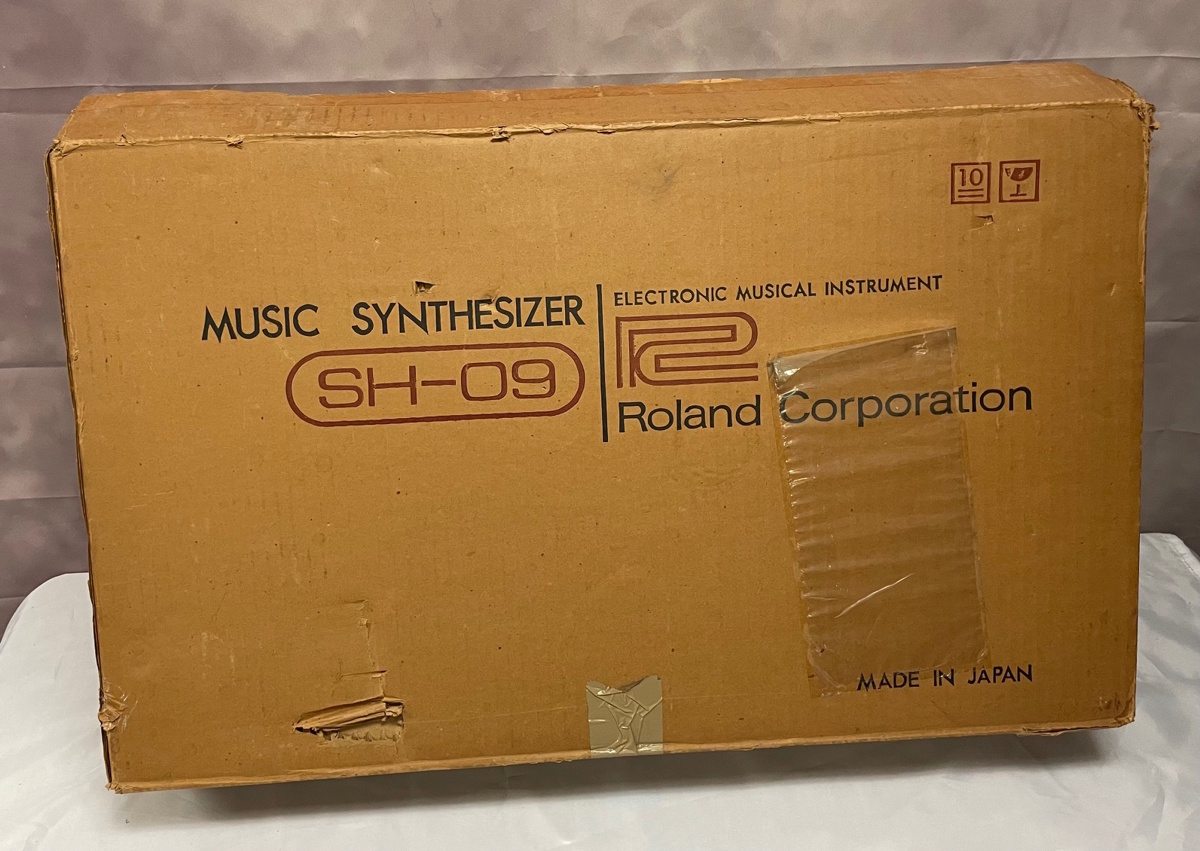 10
MUSIC SYNTHESIZER
SH-09
ELECTRONIC MUSICAL INSTRUMENT
Roland Corporation
MADE IN JAPAN